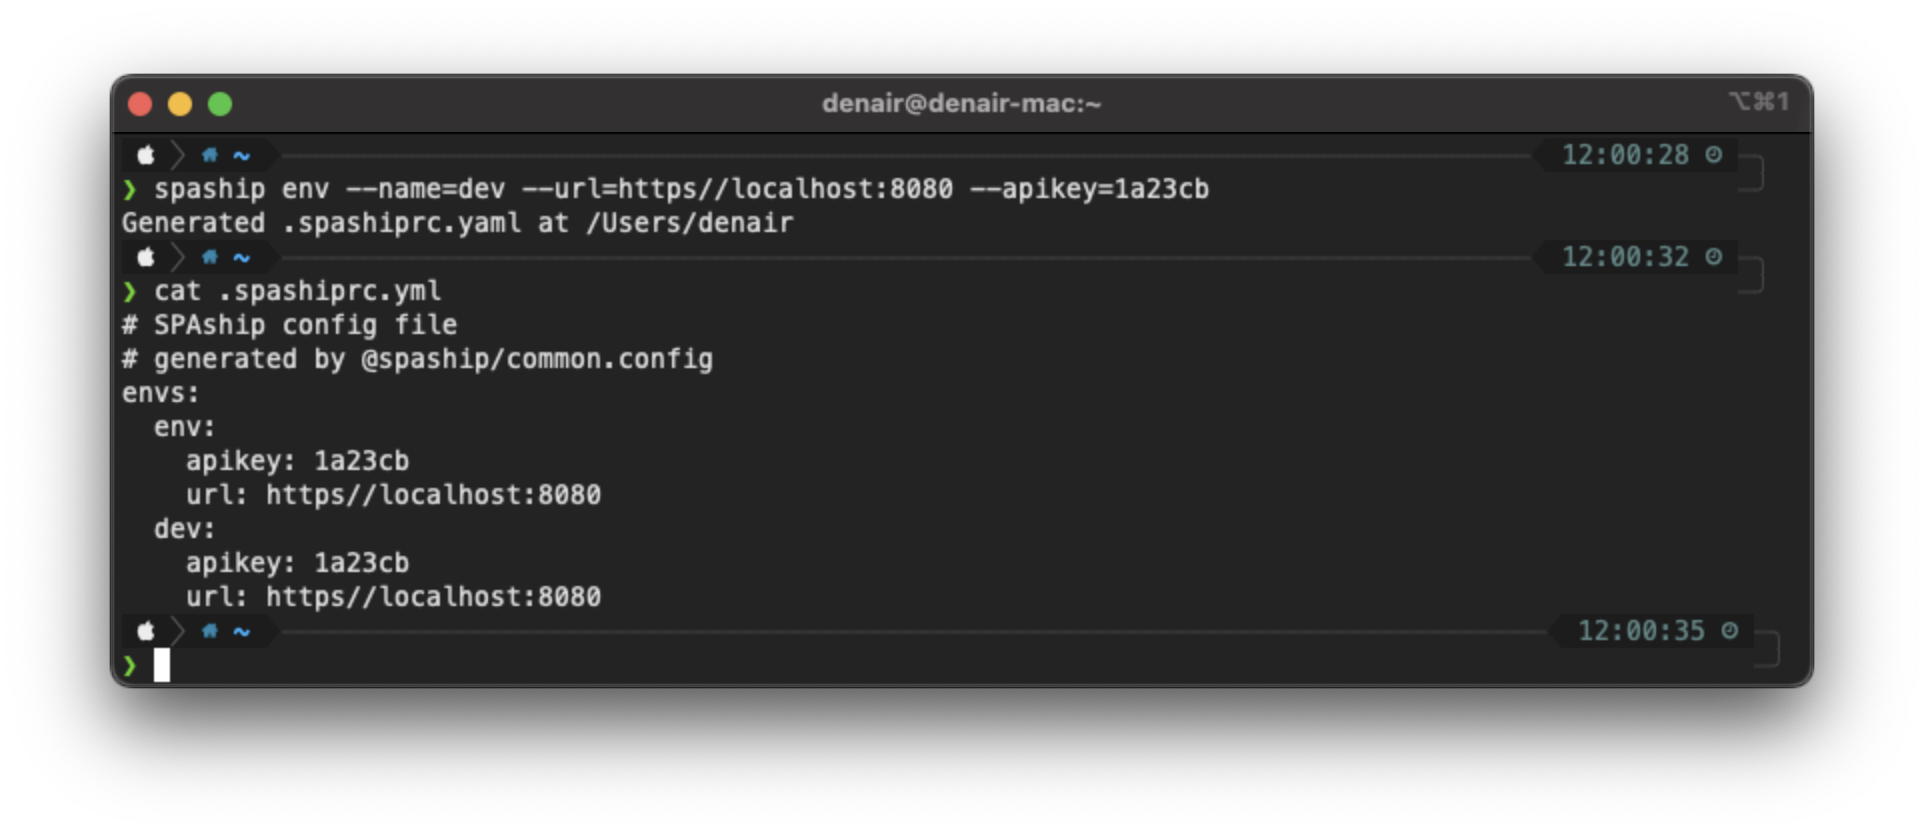 denair@denair-mac:~
⌥⌘1
~
12:00:28
❯ spaship env --name=dev --url=https//localhost:8080 --apikey=1a23cb
Generated .spashiprc.yaml at /Users/denair
~
12:00:32
❯ cat .spashiprc.yml
# SPAship config file
# generated by @spaship/common.config
envs:
  env:
    apikey: 1a23cb
    url: https//localhost:8080
  dev:
    apikey: 1a23cb
    url: https//localhost:8080
~
12:00:35
❯